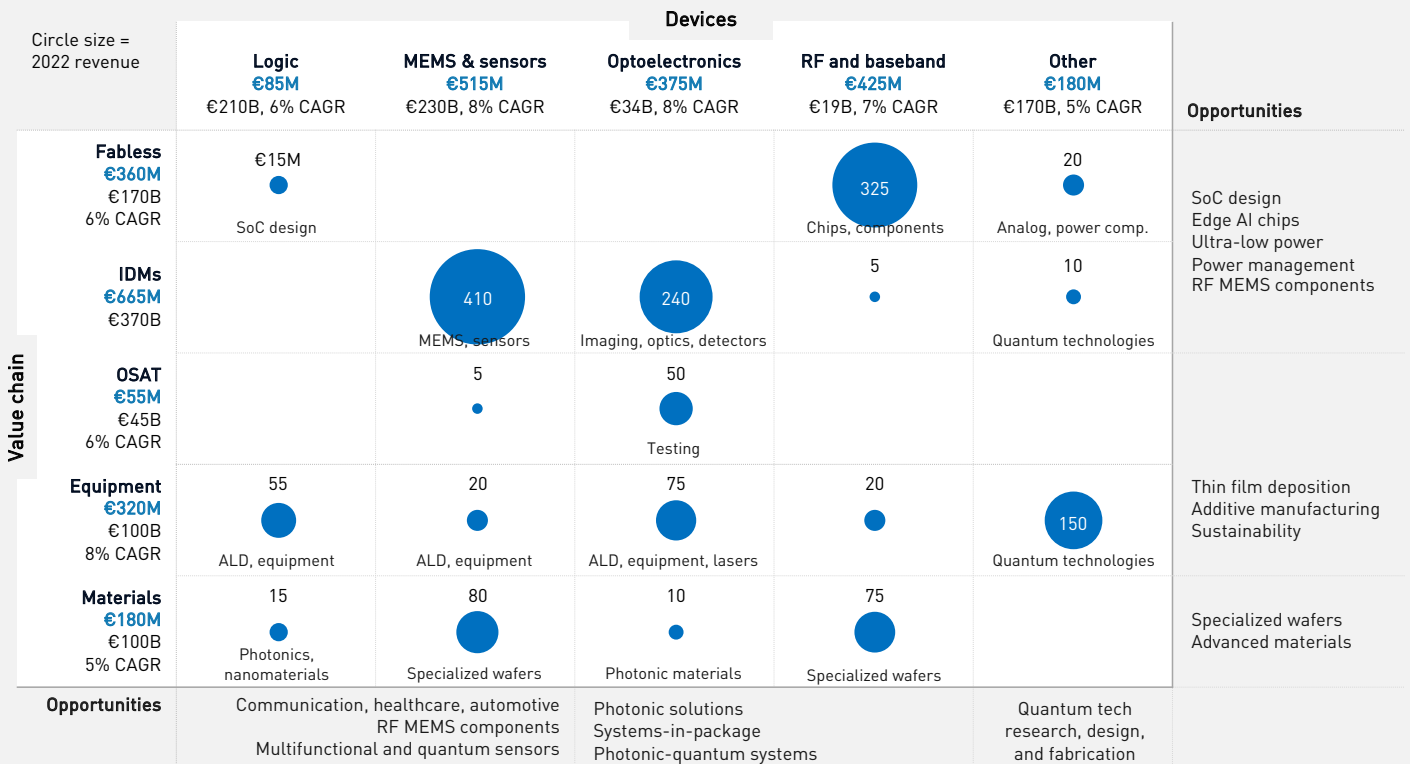 Devices
Circle size =
2022 revenue
Logic
€85M
€210B, 6% CAGR
MEMS & sensors
€515M
€230B, 8% CAGR
Optoelectronics
€375M
€34B, 8% CAGR
RF and baseband
€425M
€19B, 7% CAGR
Other
€180M
€170B, 5% CAGR
Opportunities
Value chain
Fabless
€360M
€170B
6% CAGR
€15M
SoC design
325
Chips, components
20
Analog, power comp.
SoC design
Edge AI chips
Ultra-low power
Power management
RF MEMS components
IDMs
€665M
€370B
410
MEMS, sensors
240
Imaging, optics, detectors
5
10
Quantum technologies
OSAT
€55M
€45B
6% CAGR
5
50
Testing
Equipment
€320M
€100B
8% CAGR
55
ALD, equipment
20
ALD, equipment
75
ALD, equipment, lasers
20
150
Quantum technologies
Thin film deposition
Additive manufacturing
Sustainability
Materials
€180M
€100B
5% CAGR
15
Photonics,
nanomaterials
80
Specialized wafers
10
Photonic materials
75
Specialized wafers
Specialized wafers
Advanced materials
Opportunities
Communication, healthcare, automotive
RF MEMS components
Multifunctional and quantum sensors
Photonic solutions
Systems-in-package
Photonic-quantum systems
Quantum tech
research, design,
and fabrication